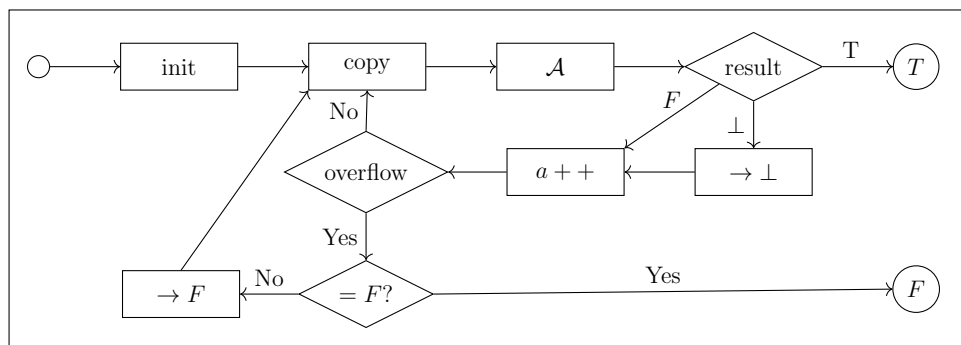 init
copy
𝒜
result
T
T
No
F
⊥
overflow
a + +
→ ⊥
Yes
→ F
No
= F?
Yes
F